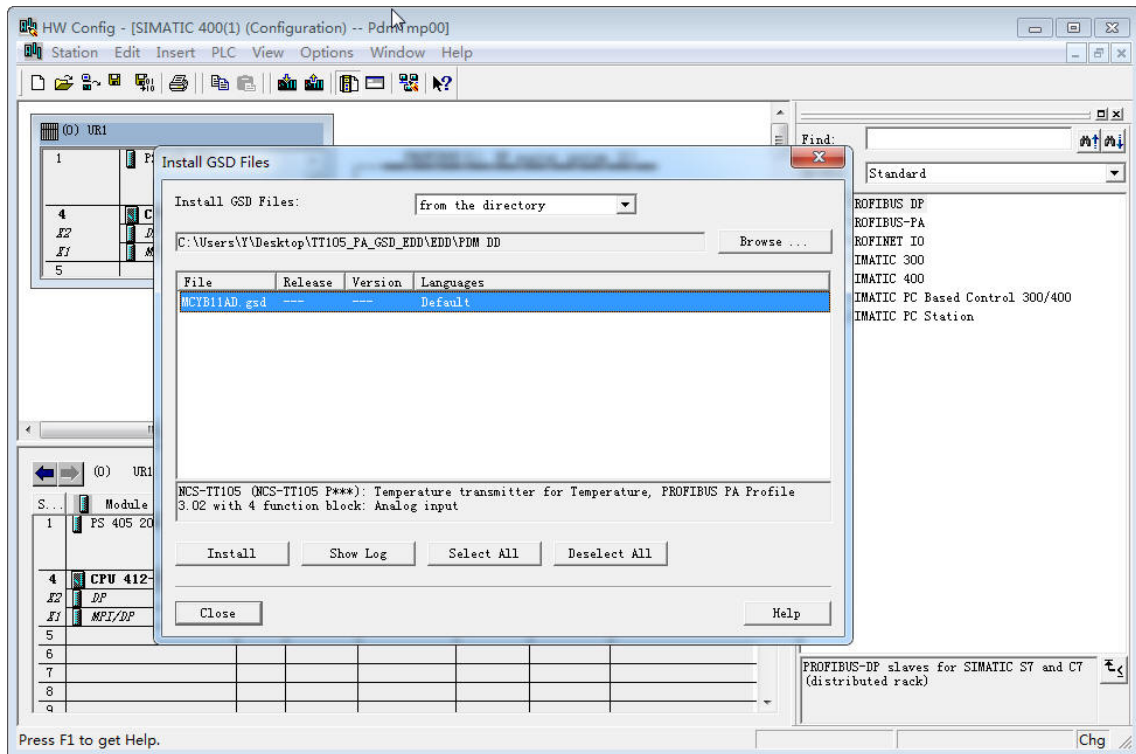 HW Config - [SIMATIC 400(1) (Configuration) -- PdmTmp00]
Station Edit Insert PLC View Options Window Help
(0) UR1
1
4
X2
X1
5
Install GSD Files
Install GSD Files:
from the directory
C:\Users\Y\Desktop\TT105_PA_GSD_EDD\EDD\PDM DD
Browse ...
File Release Version Languages
MCYB11AD.gsd --- --- Default
NCS-TT105 (NCS-TT105 P***): Temperature transmitter for Temperature, PROFIBUS PA Profile
3.02 with 4 function block: Analog input
Install Show Log Select All Deselect All
Close Help
Find:
Standard
ROFIBUS DP
ROFIBUS-PA
ROFINET IO
IMATIC 300
IMATIC 400
IMATIC PC Based Control 300/400
IMATIC PC Station
(0) UR1
S... Module
1 PS 405 20
4 CPU 412-
X2 DP
X1 MPI/DP
5
6
7
8
9
PROFIBUS-DP slaves for SIMATIC S7 and C7
(distributed rack)
Press F1 to get Help.
Chg